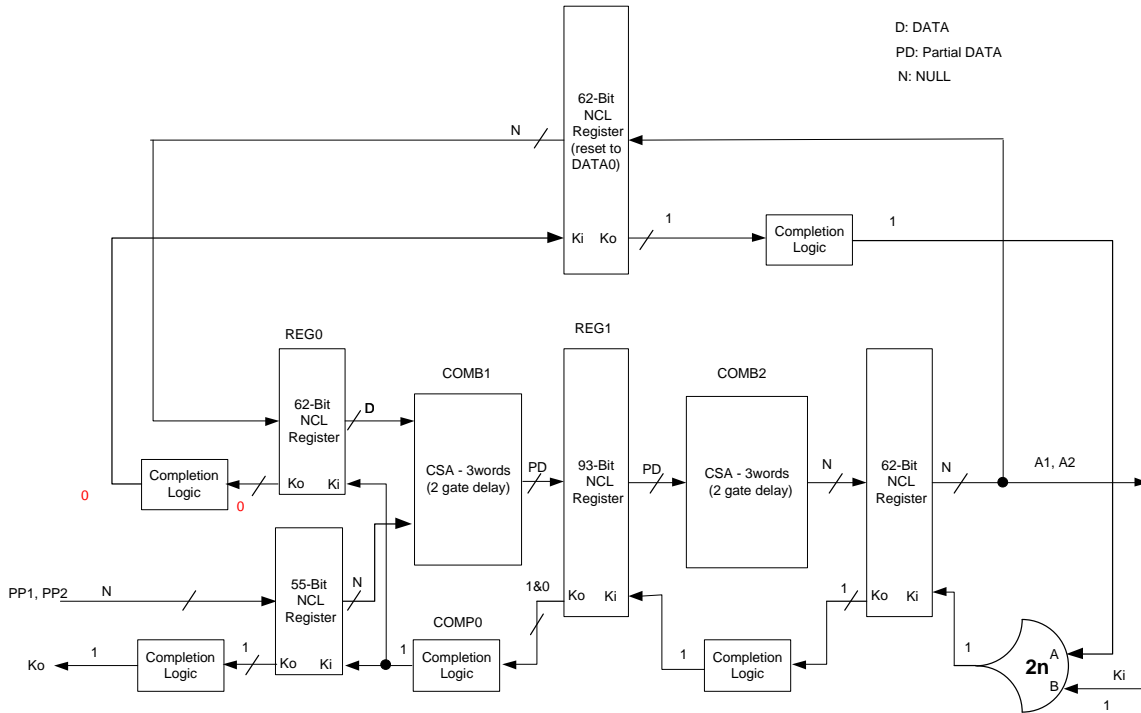 D: DATA
PD: Partial DATA
N: NULL
62-Bit
NCL
Register
(reset to
DATA0)
Ki Ko
N
1
Completion
Logic
1
REG0
62-Bit
NCL
Register
Ko Ki
D
COMB1
CSA - 3words
(2 gate delay)
PD
REG1
93-Bit
NCL
Register
Ko Ki
PD
COMB2
CSA - 3words
(2 gate delay)
N
62-Bit
NCL
Register
Ko Ki
N
A1, A2
0
Completion
Logic
0
PP1, PP2
N
55-Bit
NCL
Register
Ko Ki
N
1&0
COMP0
Completion
Logic
1
1
Completion
Logic
1
1
2n
A
B
Ki
1
Ko
1
Completion
Logic
1